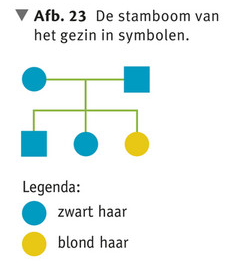 ▼ Afb. 23 De stamboom van
het gezin in symbolen.
Legenda:
zwart haar
blond haar